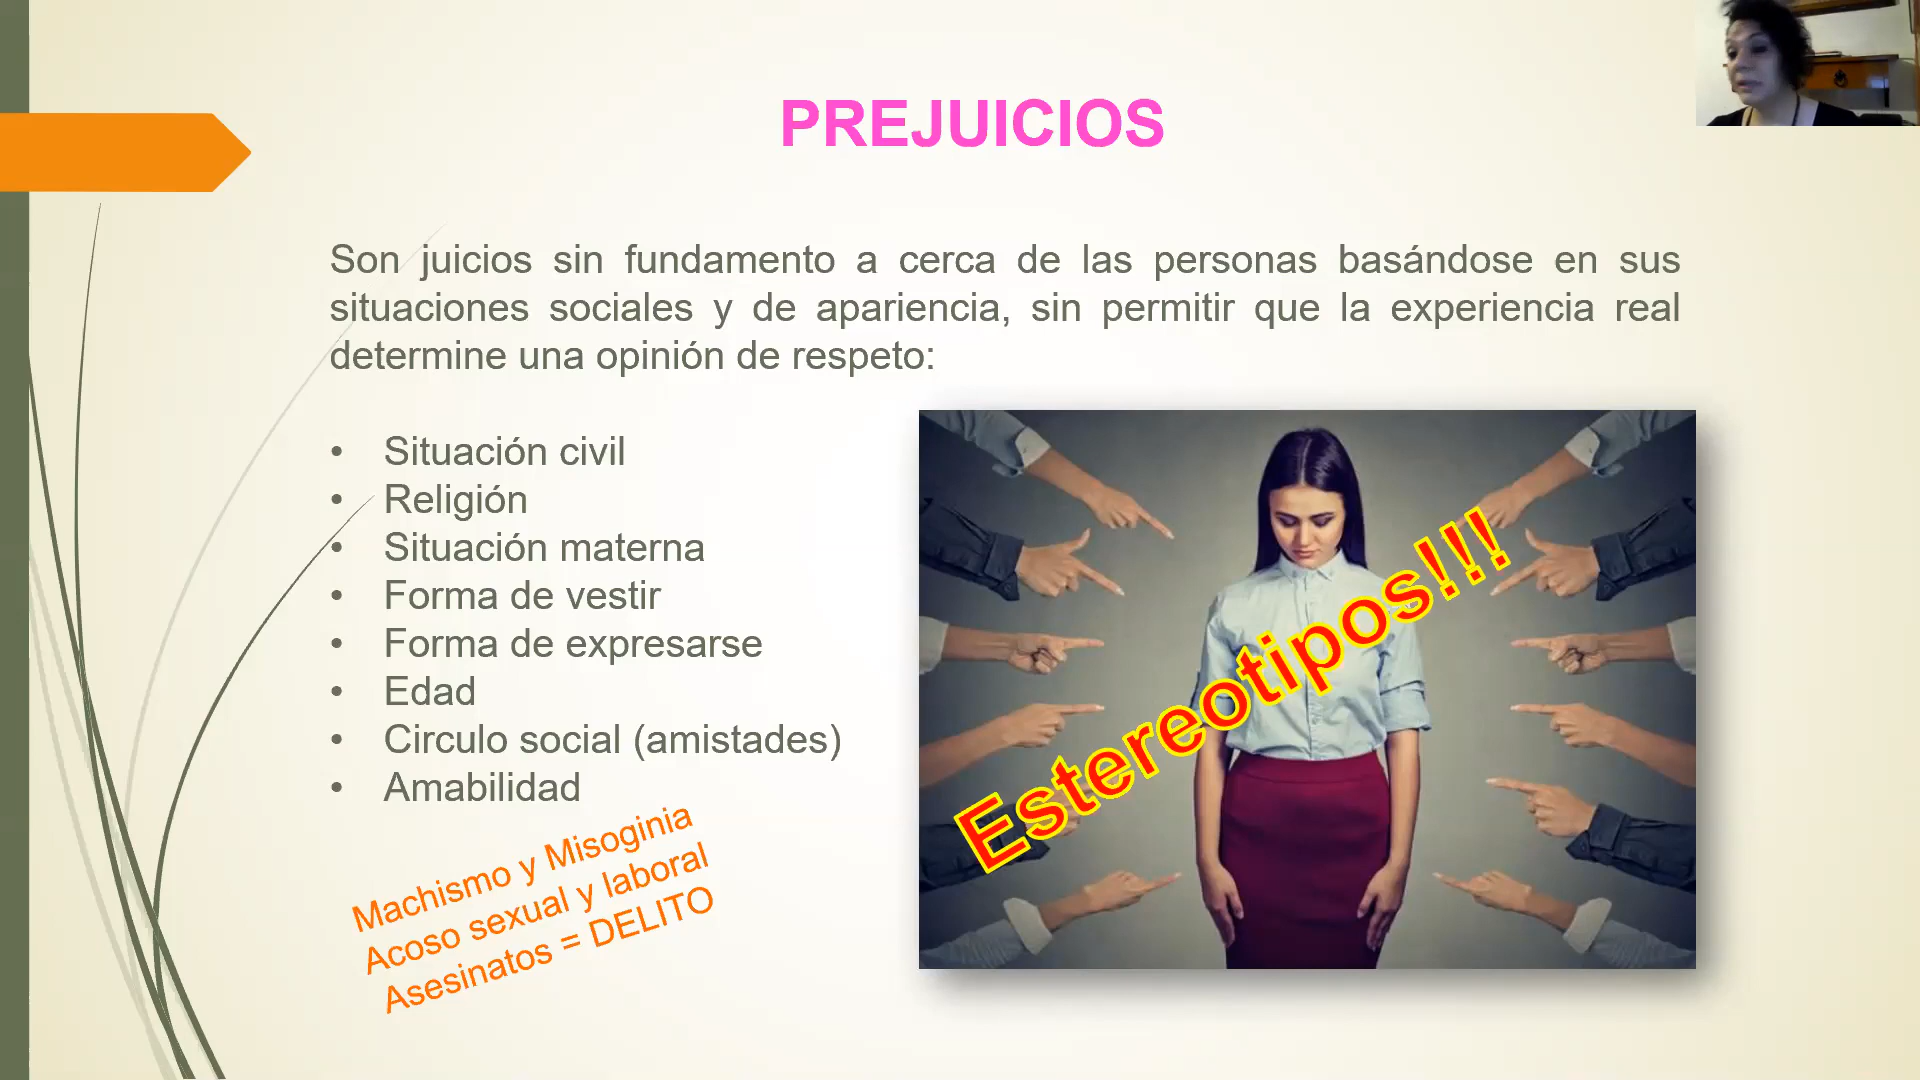 PREJUICIOS
Son juicios sin fundamento a cerca de las personas basándose en sus
situaciones sociales y de apariencia, sin permitir que la experiencia real
determine una opinión de respeto:
• Situación civil
• Religión
• Situación materna
• Forma de vestir
• Forma de expresarse
• Edad
• Circulo social (amistades)
• Amabilidad
Machismo y Misoginia
Acoso sexual y laboral
Asesinatos = DELITO
Estereotipos!!!